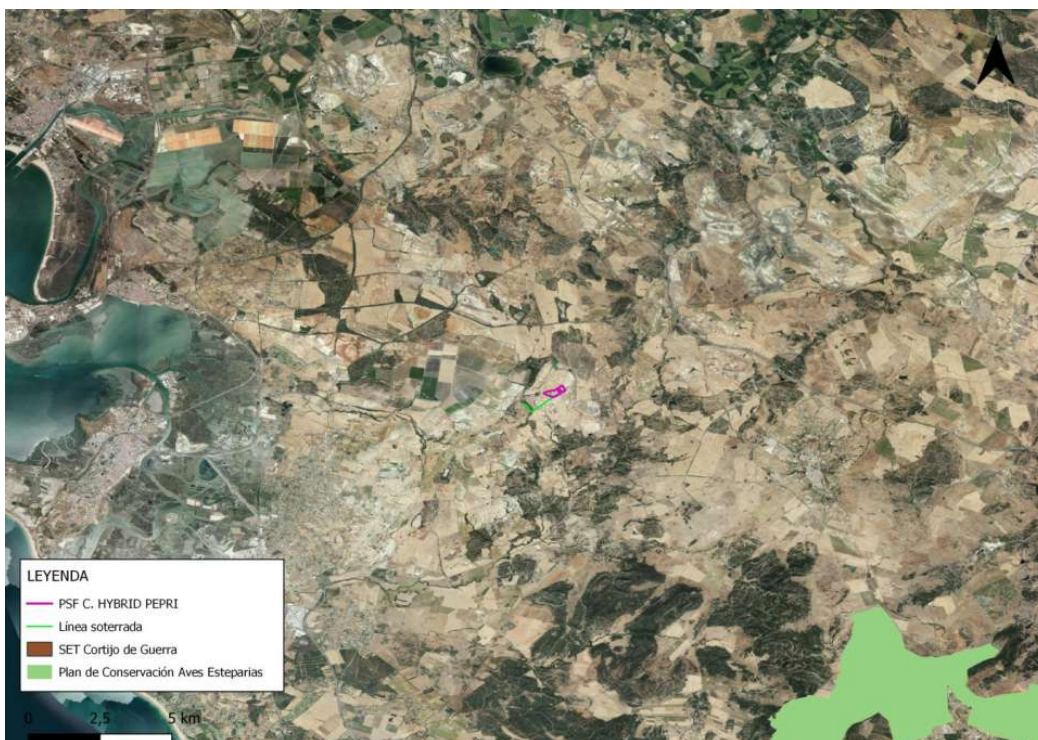 LEYENDA
PSF C. HYBRID PEPRI
Línea soterrada
SET Cortijo de Guerra
Plan de Conservación Aves Esteparias
0 2,5 5 km